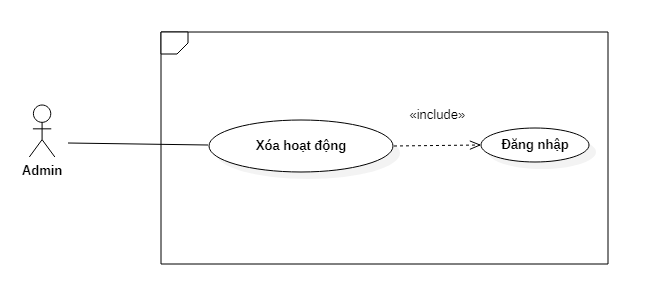 «include»
Xóa hoạt động
Đăng nhập
Admin